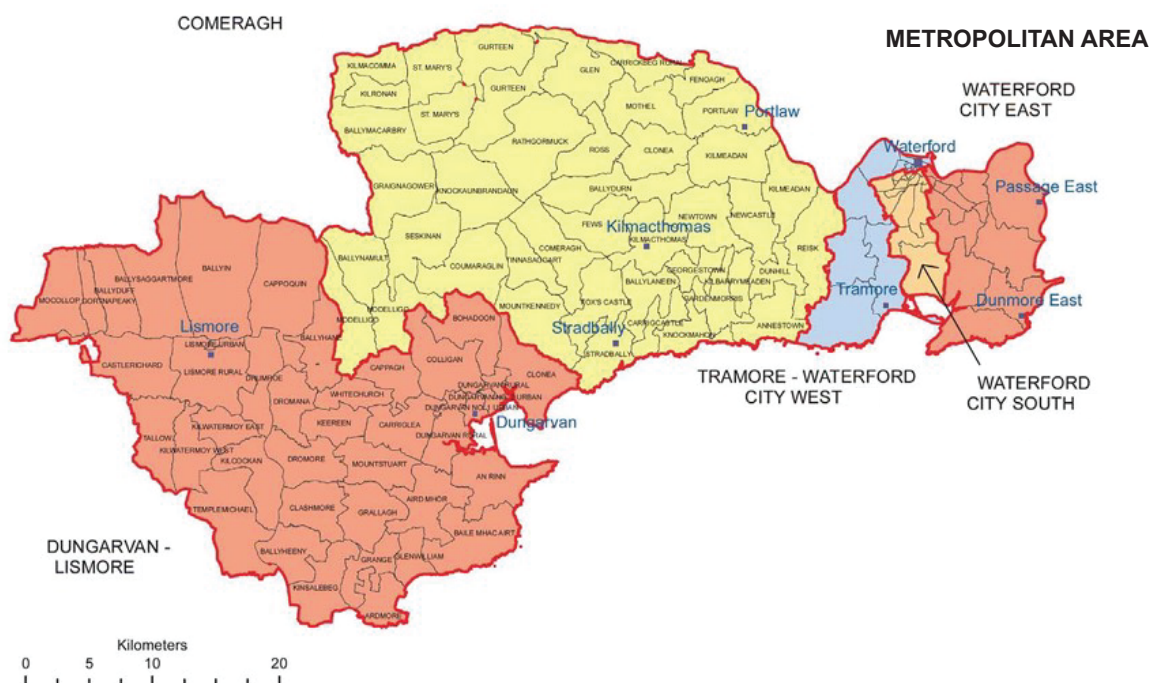 COMERAGH
METROPOLITAN AREA
WATERFORD
CITY EAST
GURTEEN
KILMACOMMA
ST. MARY'S
GLEN
CARRICKBEG RURAL
FENOAGH
KILRONAN
GURTEEN
MOTHEL
PORTLAW
Portlaw
ST. MARY'S
BALLYMACARBRY
RATHGORMUCK
ROSS
CLONEA
KILMEADAN
Waterford
GRAIGNAGOWER
KNOCKAUNBRANDAUN
BALLYDURN
KILMEADAN
Passage East
FEWS
Kilmacthomas
NEWTOWN
NEWCASTLE
KILMACTHOMAS
SESKINAN
COMERAGH
REISK
BALLYNAMULT
TINNASAGGART
COUMARAGLIN
GEORGESTOWN
DUNHILL
BALLYIN
CAPPOQUIN
BALLYSAGGARTMORE
BALLYDUFF
GORTNAPEAKY
MOCOLLOP
BALLYLANEEN
KILBARRYMEADEN
Tramore
Dunmore East
MODELLIGO
MOUNTKENNEDY
FOX'S CASTLE
GARDENMORRIS
MODELLIGO
BOHADOON
CARRIGCASTLE
ANNESTOWN
Lismore
Stradbally
KNOCKMAHON
LISMORE URBAN
BALLYHANE
STRADBALLY
COLLIGAN
CLONEA
CASTLERICHARD
LISMORE RURAL
DRUMROE
CAPPAGH
TRAMORE - WATERFORD
CITY WEST
WATERFORD
CITY SOUTH
DUNGARVAN RURAL
DROMANA
WHITECHURCH
KILWATERMOY EAST
KEEREEN
CARRIGLEA
Dungarvan
DUNGARVAN RURAL
TALLOW
KILWATERMOY WEST
KILCOCKAN
DROMORE
MOUNTSTUART
AN RINN
TEMPLEMICHAEL
CLASHMORE
GRALLAGH
AIRD MHÓR
BAILE MHAC AIRT
DUNGARVAN -
LISMORE
BALLYHEENY
GRANGE
GLENWILLIAM
KINSALEBEG
ARDMORE
Kilometers
0 5 10 20